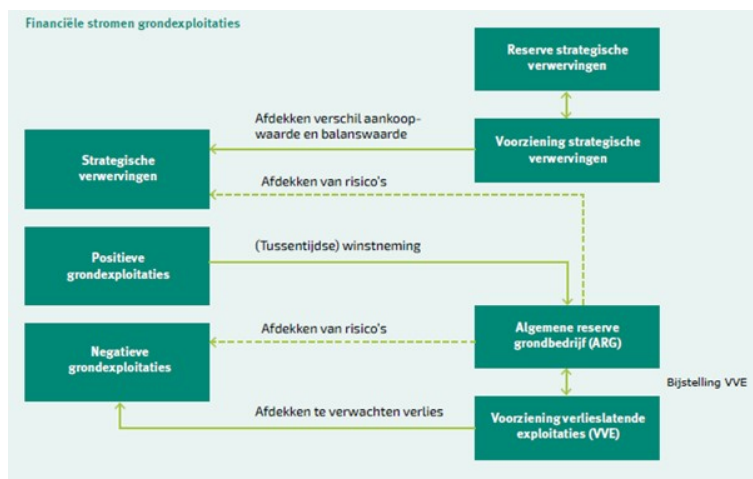 Financiële stromen grondexploitaties
Reserve strategische
verwervingen
Afdekken verschil aankoop-
waarde en balanswaarde
Strategische
verwervingen
Voorziening strategische
verwervingen
Afdekken van risico's
Positieve
grondexploitaties
(Tussentijdse) winstneming
Negatieve
grondexploitaties
Afdekken van risico's
Algemene reserve
grondbedrijf (ARG)
Bijstelling VVE
Afdekken te verwachten verlies
Voorziening verlieslatende
exploitaties (VVE)